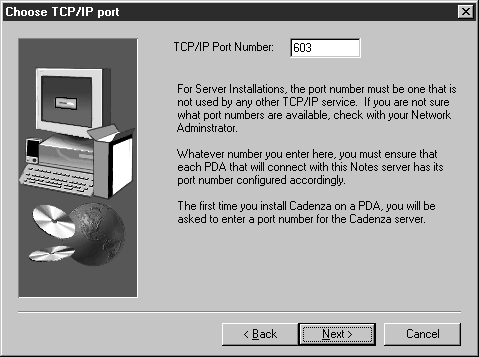 Choose TCP/IP port
TCP/IP Port Number: 603
For Server Installations, the port number must be one that is
not used by any other TCP/IP service. If you are not sure
what port numbers are available, check with your Network
Adminstrator.
Whatever number you enter here, you must ensure that
each PDA that will connect with this Notes server has its
port number configured accordingly.
The first time you install Cadenza on a PDA, you will be
asked to enter a port number for the Cadenza server.
< Back
Next >
Cancel